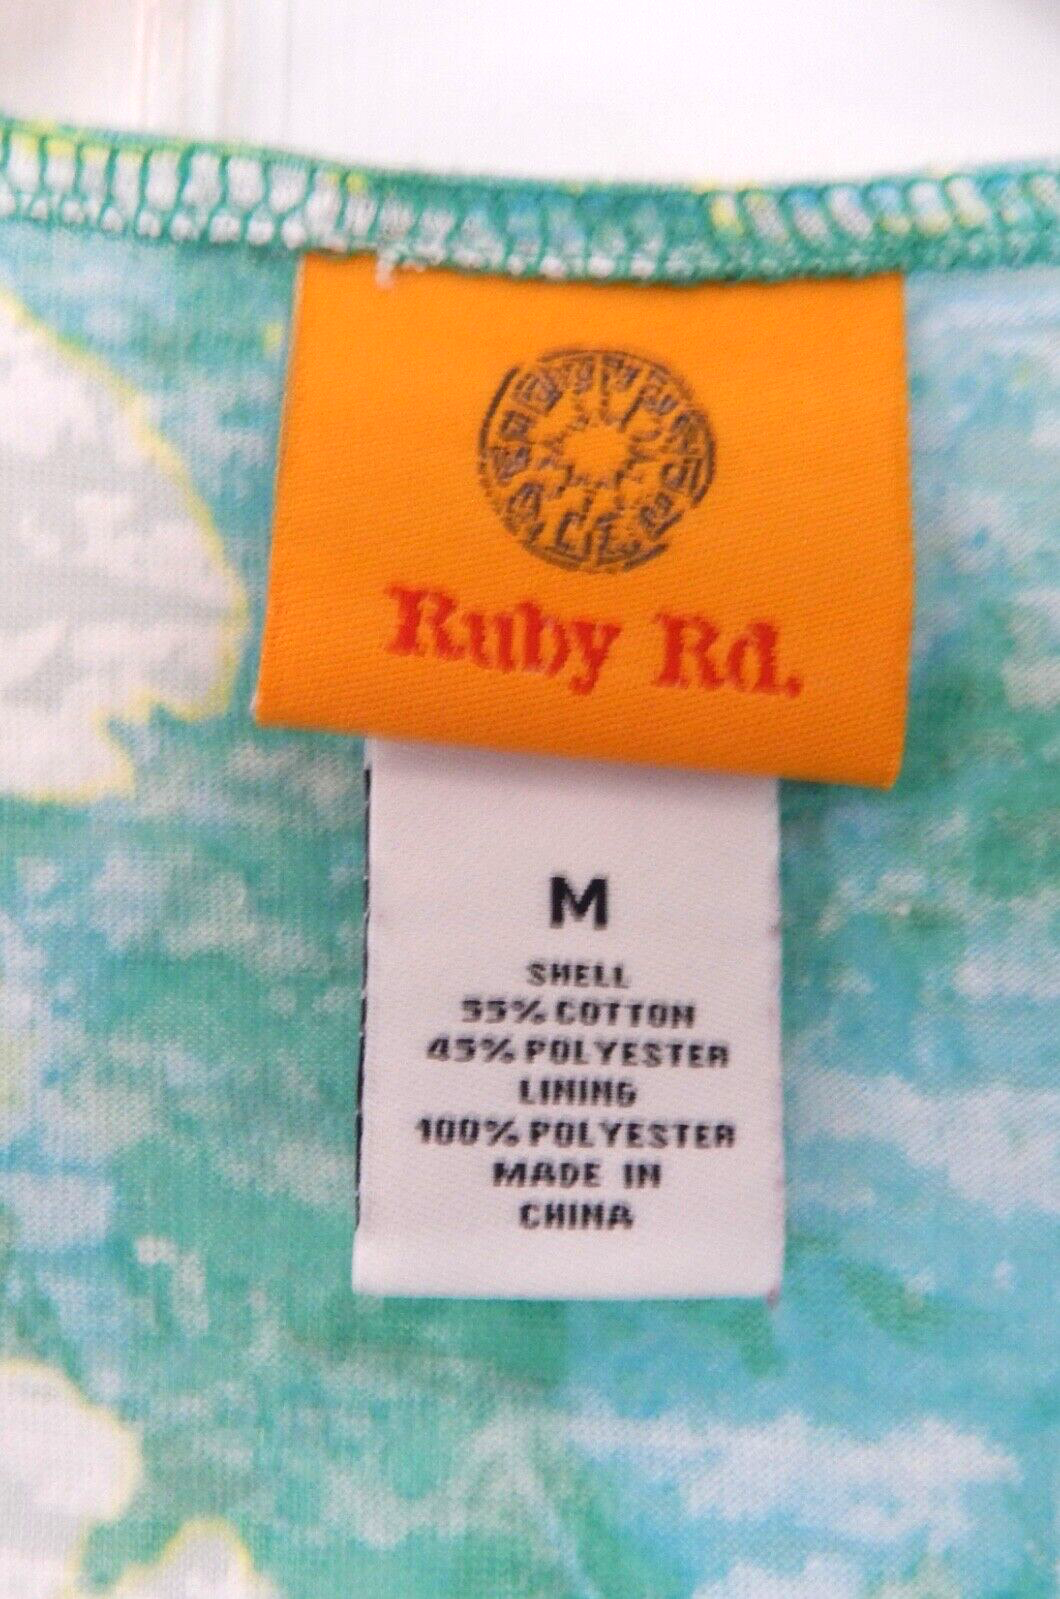 Ruby Rd.
M
SHELL
55% COTTON
45% POLYESTER
LINING
100% POLYESTER
MADE IN
CHINA